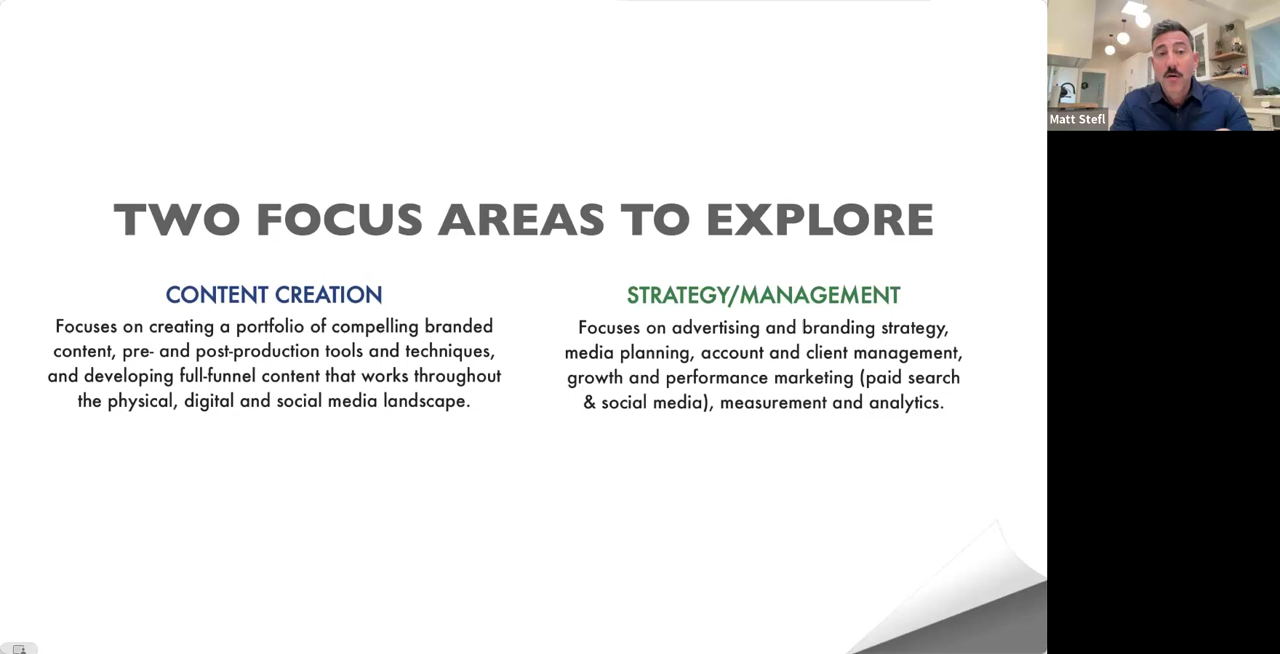 TWO FOCUS AREAS TO EXPLORE
CONTENT CREATION
Focuses on creating a portfolio of compelling branded
content, pre- and post-production tools and techniques,
and developing full-funnel content that works throughout
the physical, digital and social media landscape.
STRATEGY/MANAGEMENT
Focuses on advertising and branding strategy,
media planning, account and client management,
growth and performance marketing (paid search
& social media), measurement and analytics.
Matt Stefl